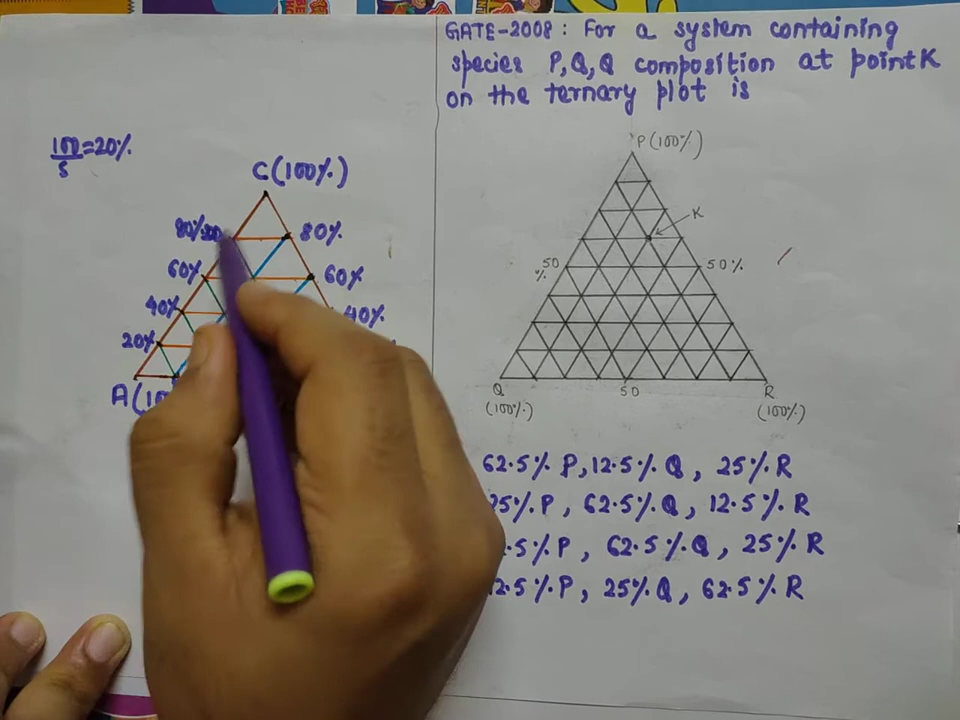 GATE-2008: For a system containing
species P,Q,Q composition at point K
on the ternary plot is
100/5=20%
C(100%)
80%
80%
60%
60%
40%
40%
20%
A(10
P(100%)
K
50
%
50%
Q
(100%)
50
R
(100%)
62.5% P, 12.5% Q, 25% R
25% P, 62.5% Q, 12.5% R
.5% P, 62.5% Q, 25% R
2.5% P, 25% Q, 62.5% R